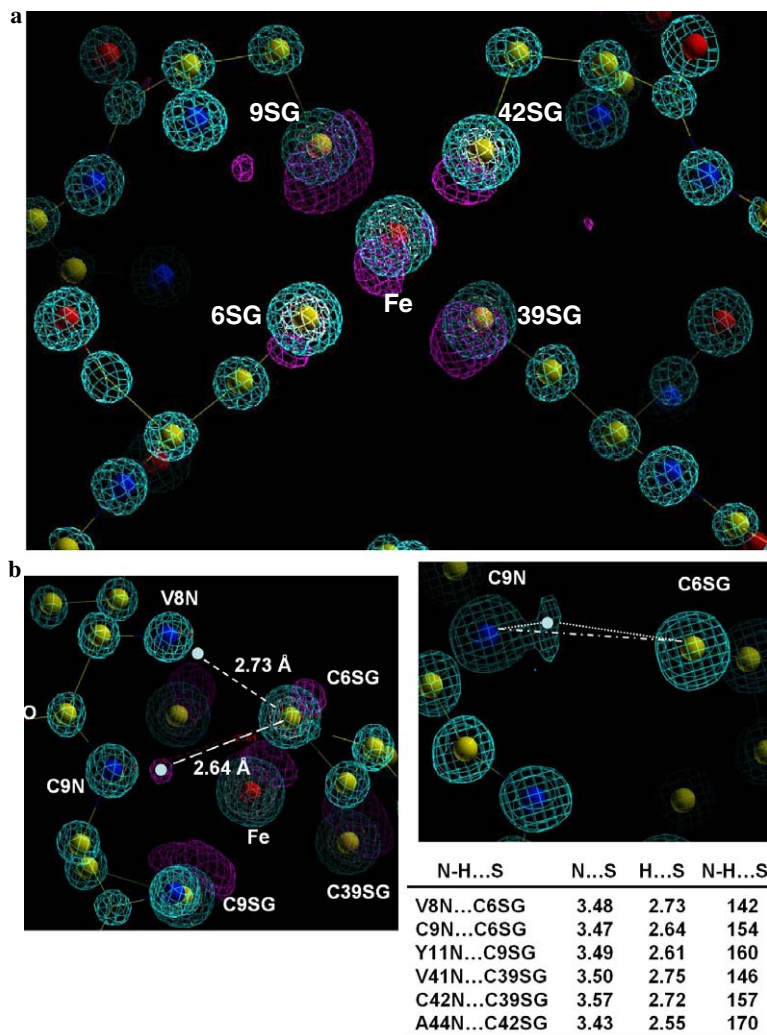 a
9SG
42SG
Fe
6SG
39SG
b
V8N
2.73 Å
C6SG
O
2.64 Å
C9N
Fe
C9SG
C39SG
C9N
C6SG
N-H...S N...S H...S N-H...S
V8N...C6SG 3.48 2.73 142
C9N...C6SG 3.47 2.64 154
Y11N...C9SG 3.49 2.61 160
V41N...C39SG 3.50 2.75 146
C42N...C39SG 3.57 2.72 157
A44N...C42SG 3.43 2.55 170